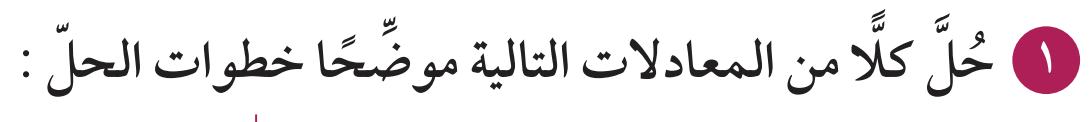 ١ حُلَّ كلًّا من المعادلات التالية موضِّحًا خطوات الحلّ :